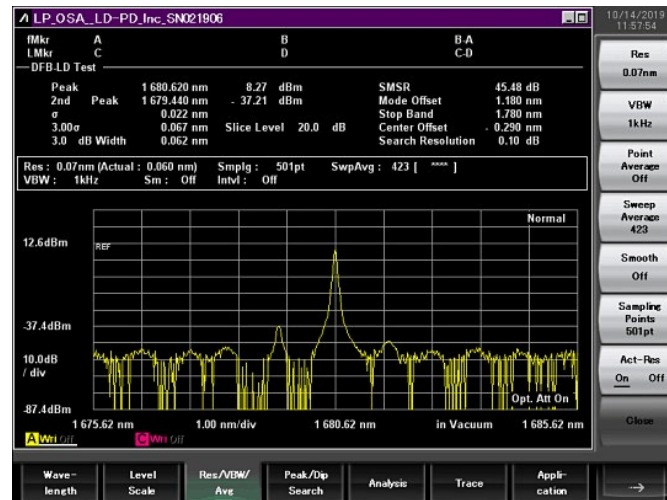 LP_OSA__LD-PD_Inc_SN021906
10/14/2019
11:57:54
fMkr A B B-A
LMkr C D C-D
DFB-LD Test
Peak 1 680.620 nm 8.27 dBm SMSR 45.48 dB
2nd Peak 1 679.440 nm - 37.21 dBm Mode Offset 1.180 nm
σ 0.022 nm Stop Band 1.780 nm
3.00σ 0.067 nm Slice Level 20.0 dB Center Offset - 0.290 nm
3.0 dB Width 0.062 nm Search Resolution 0.10 dB
Res : 0.07nm (Actual : 0.060 nm) Smplg : 501pt SwpAvg : 423 [ **** ]
VBW : 1kHz Sm : Off Intvl : Off
Normal
12.6dBm
REF
-37.4dBm
10.0dB
/ div
Opt. Att On
-87.4dBm
1 675.62 nm 1.00 nm/div 1 680.62 nm in Vacuum 1 685.62 nm
A Wri Off C Wri Off
Res
0.07nm
VBW
1kHz
Point
Average
Off
Sweep
Average
423
Smooth
Off
Sampling
Points
501pt
Act-Res
On Off
Close
Wave-
length
Level
Scale
Res/VBW/
Avg
Peak/Dip
Search
Analysis
Trace
Appli-
cation